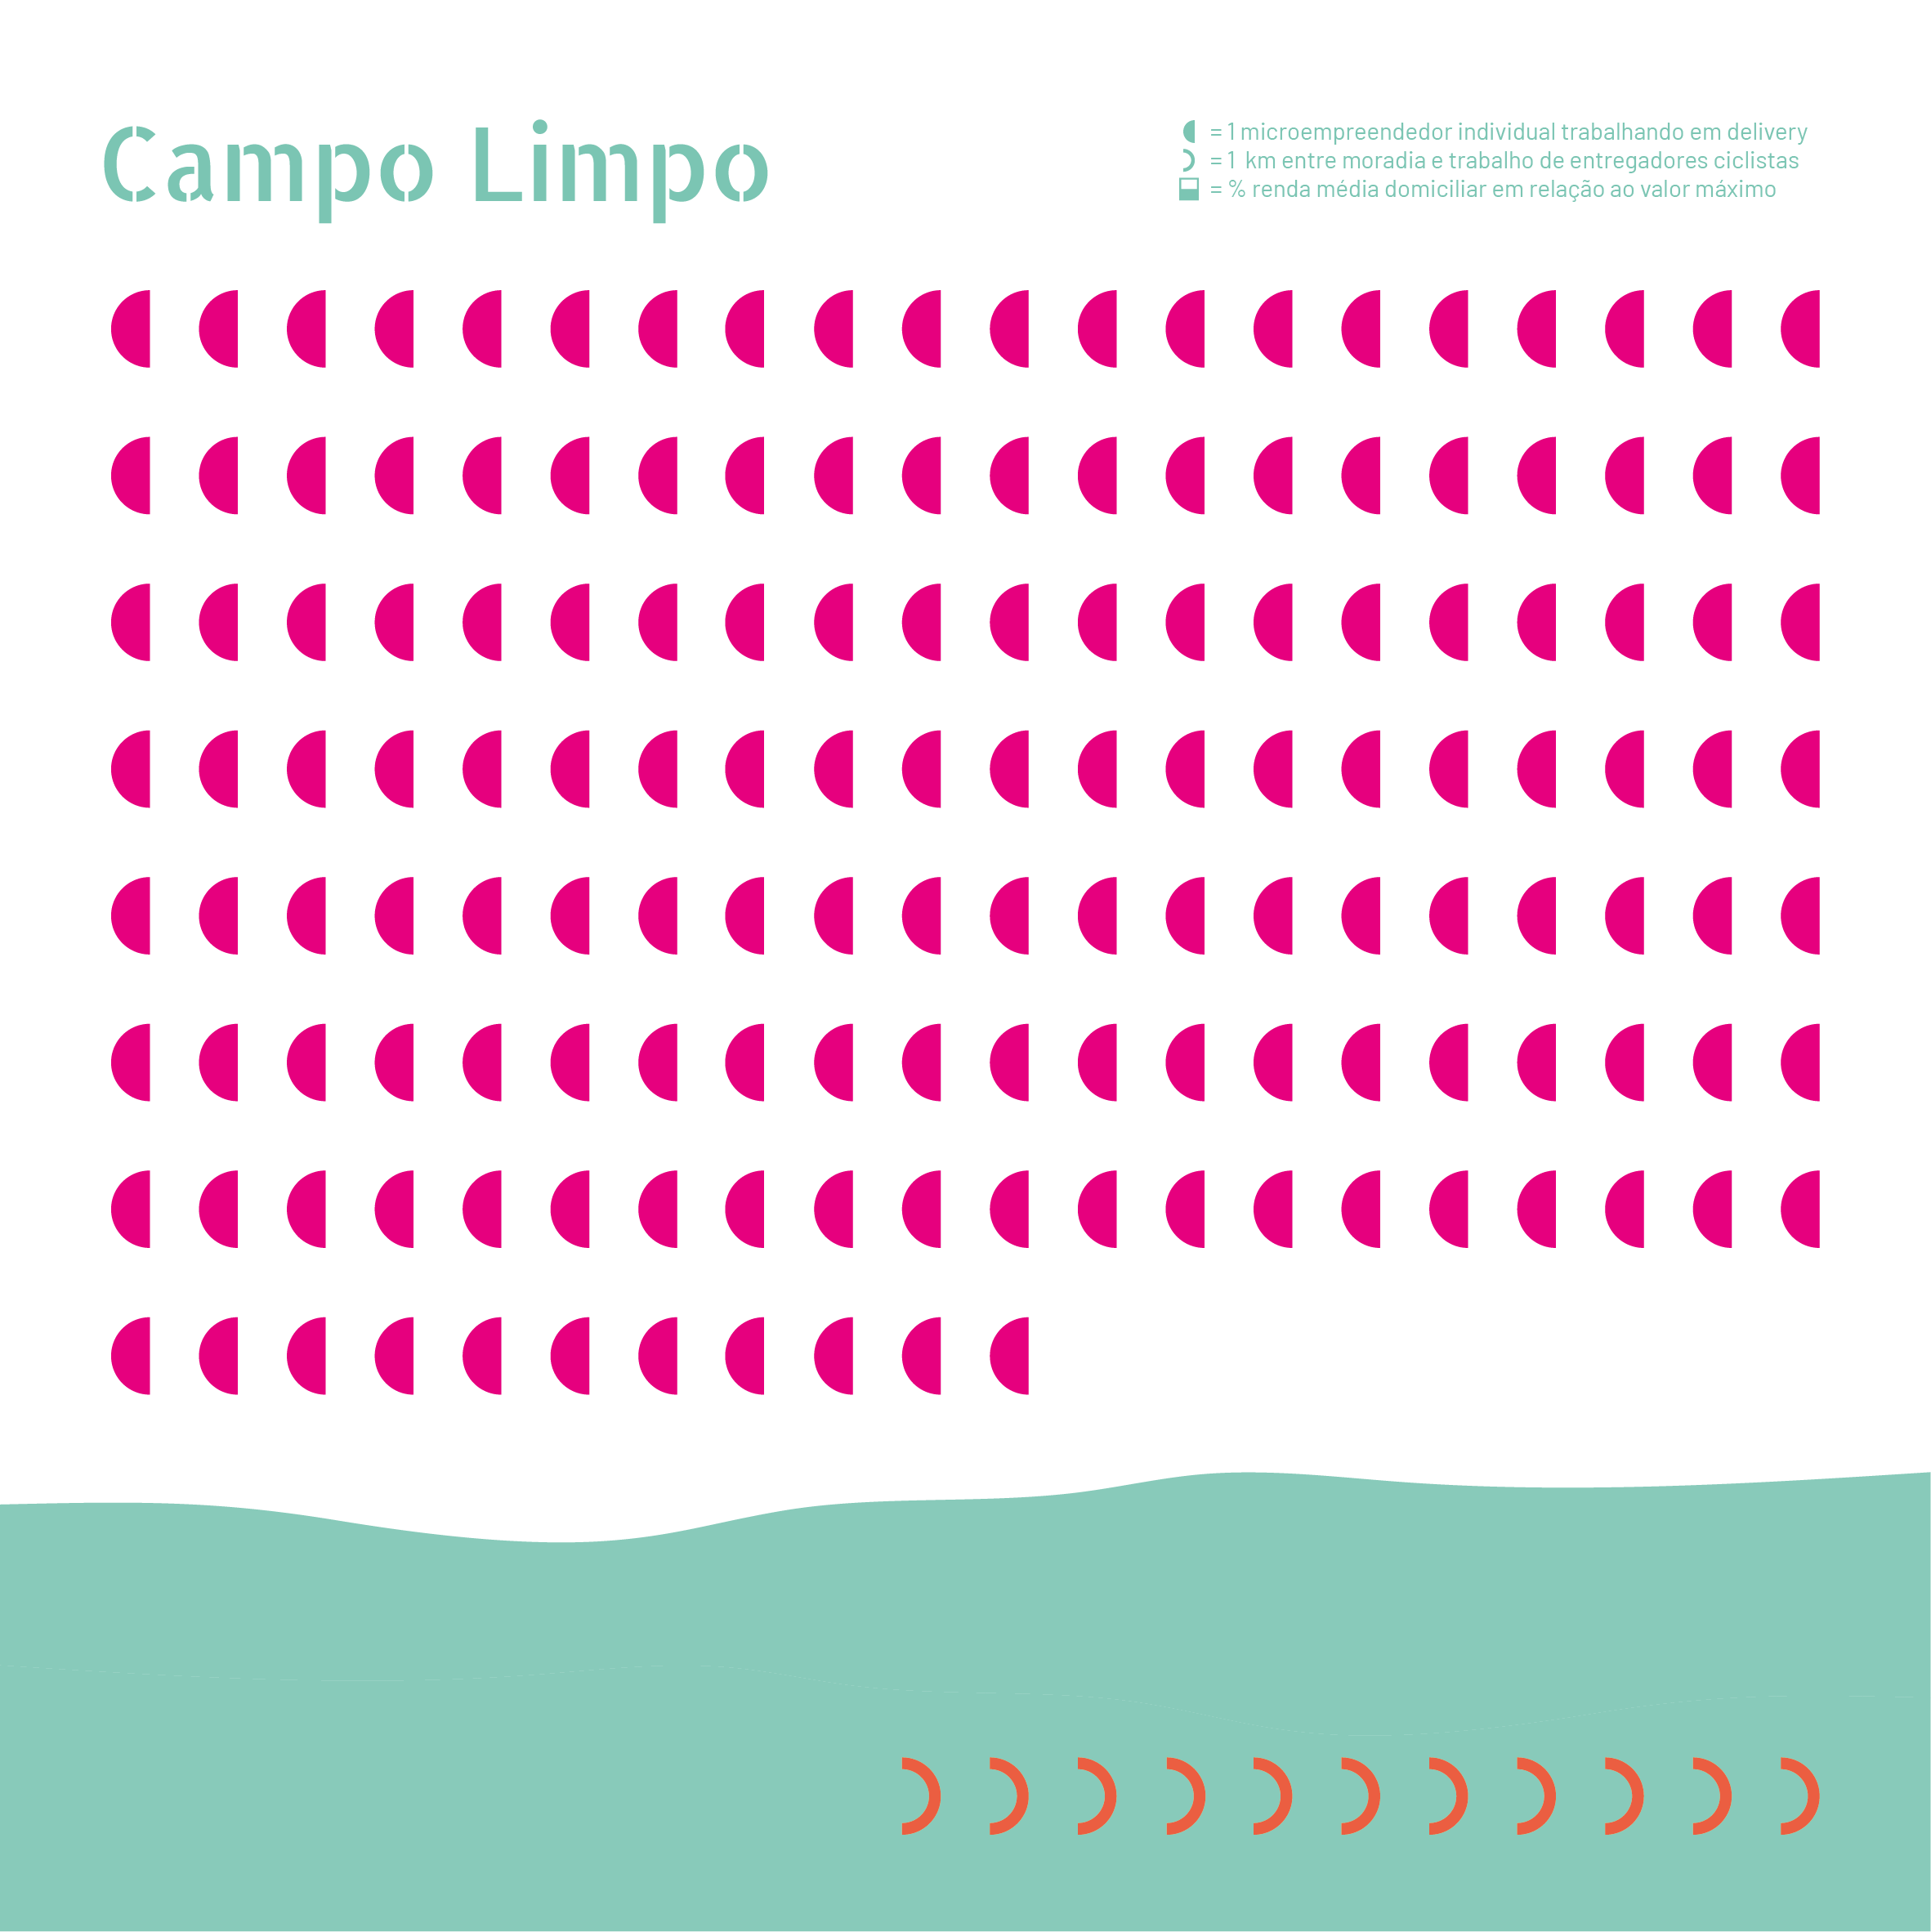 Campo Limpo
= 1 microempreendedor individual trabalhando em delivery
= 1 km entre moradia e trabalho de entregadores ciclistas
= % renda média domiciliar em relação ao valor máximo